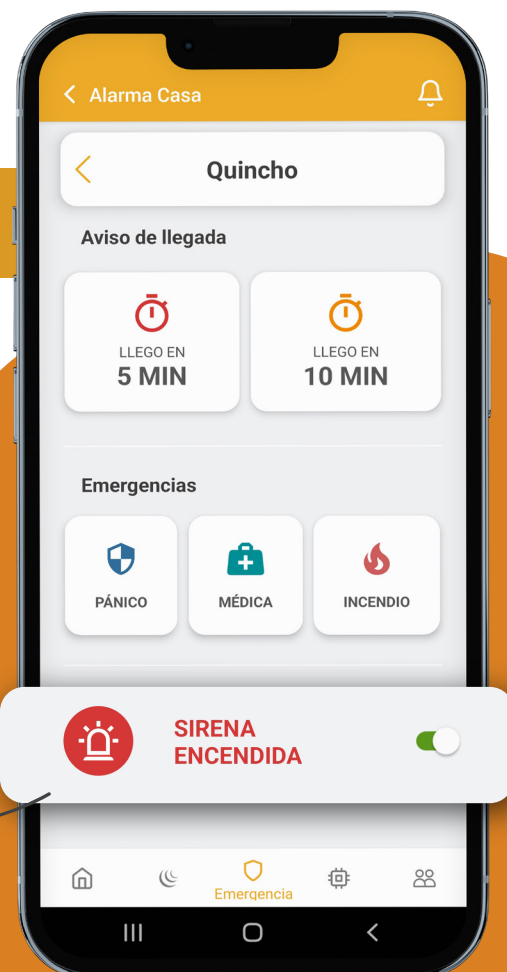 Alarma Casa
Quincho
Aviso de llegada
LLEGO EN
5 MIN
LLEGO EN
10 MIN
Emergencias
PÁNICO
MÉDICA
INCENDIO
SIRENA
ENCENDIDA
Emergencia